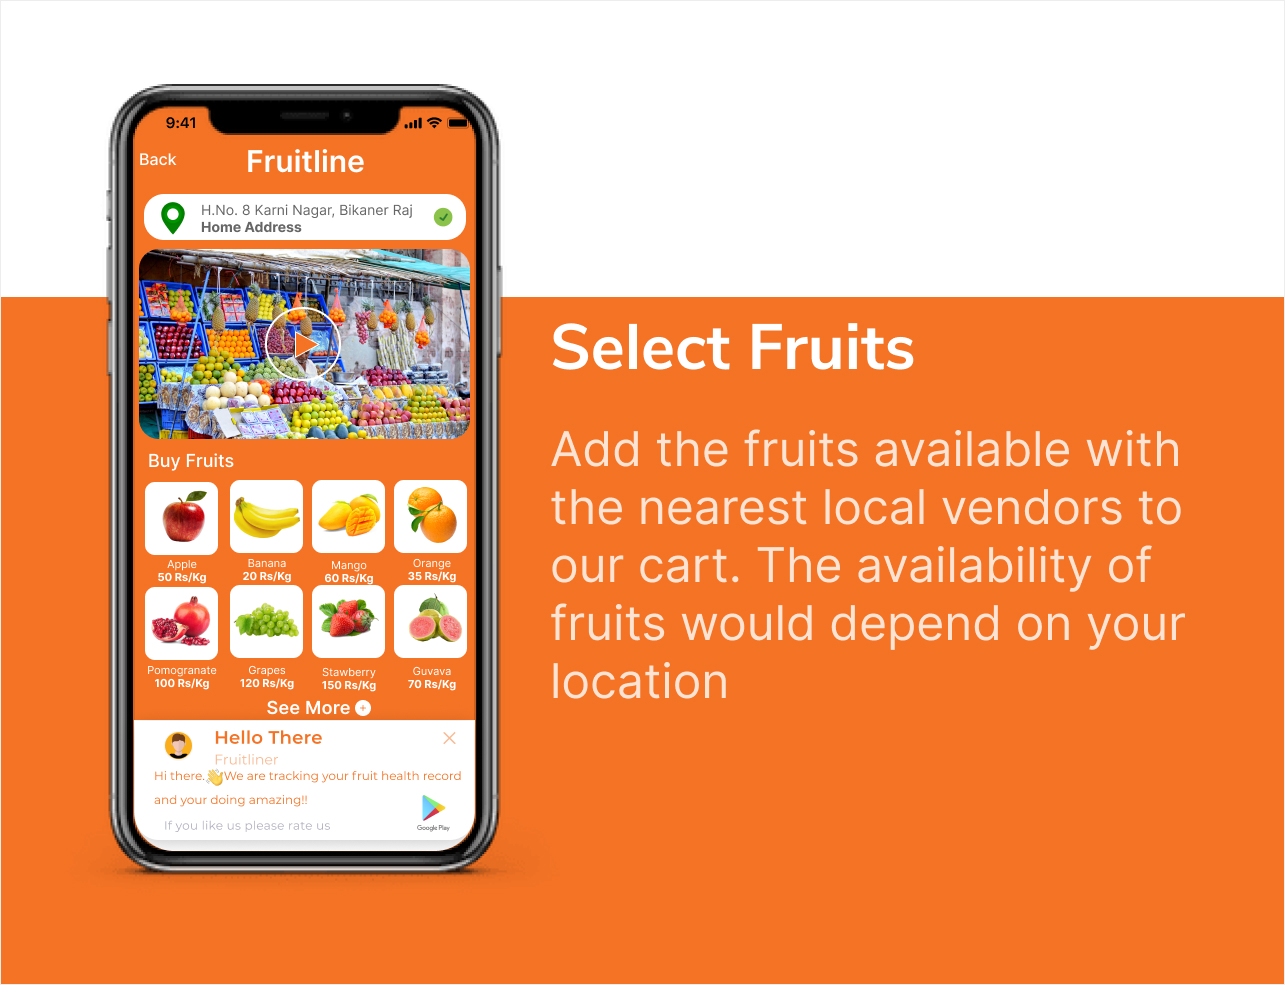 9:41
Back
Fruitline
H.No. 8 Karni Nagar, Bikaner Raj
Home Address
Buy Fruits
Apple
50 Rs/Kg
Banana
20 Rs/Kg
Mango
60 Rs/Kg
Orange
35 Rs/Kg
Pomogranate
100 Rs/Kg
Grapes
120 Rs/Kg
Stawberry
150 Rs/Kg
Guvava
70 Rs/Kg
See More
Hello There
Fruitliner
Hi there.👋We are tracking your fruit health record
and your doing amazing!!
If you like us please rate us
Google Play
Select Fruits
Add the fruits available with
the nearest local vendors to
our cart. The availability of
fruits would depend on your
location